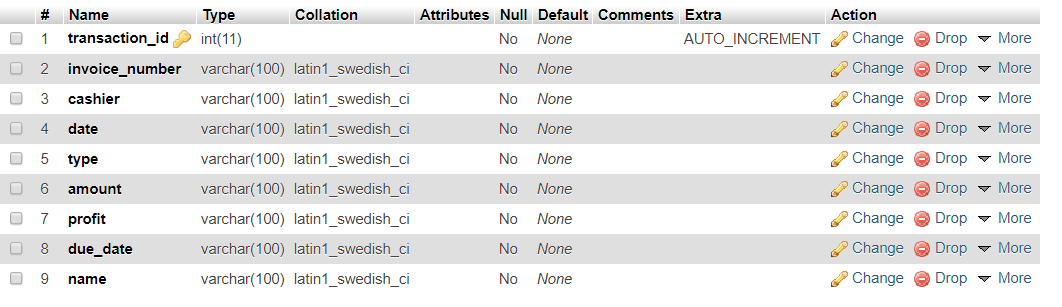 # Name Type Collation Attributes Null Default Comments Extra Action
1 transaction_id int(11) No None AUTO_INCREMENT Change Drop More
2 invoice_number varchar(100) latin1_swedish_ci No None Change Drop More
3 cashier varchar(100) latin1_swedish_ci No None Change Drop More
4 date varchar(100) latin1_swedish_ci No None Change Drop More
5 type varchar(100) latin1_swedish_ci No None Change Drop More
6 amount varchar(100) latin1_swedish_ci No None Change Drop More
7 profit varchar(100) latin1_swedish_ci No None Change Drop More
8 due_date varchar(100) latin1_swedish_ci No None Change Drop More
9 name varchar(100) latin1_swedish_ci No None Change Drop More